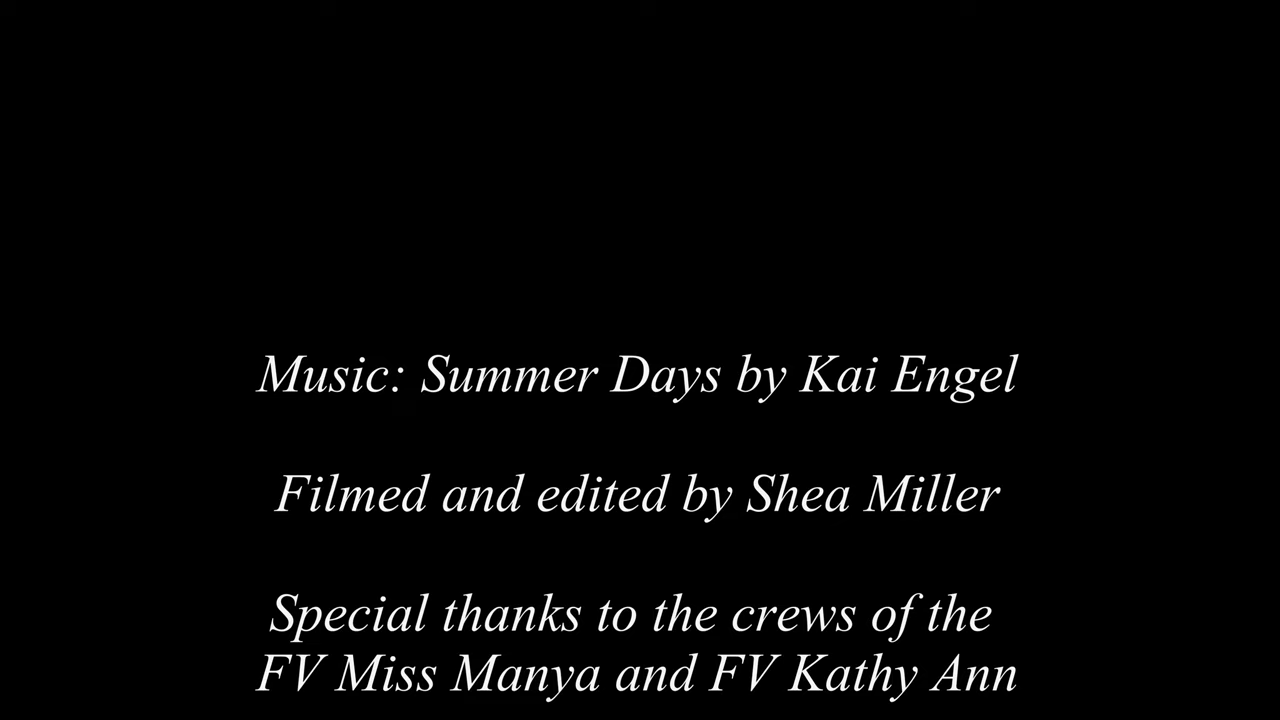 Music: Summer Days by Kai Engel
Filmed and edited by Shea Miller
Special thanks to the crews of the
FV Miss Manya and FV Kathy Ann